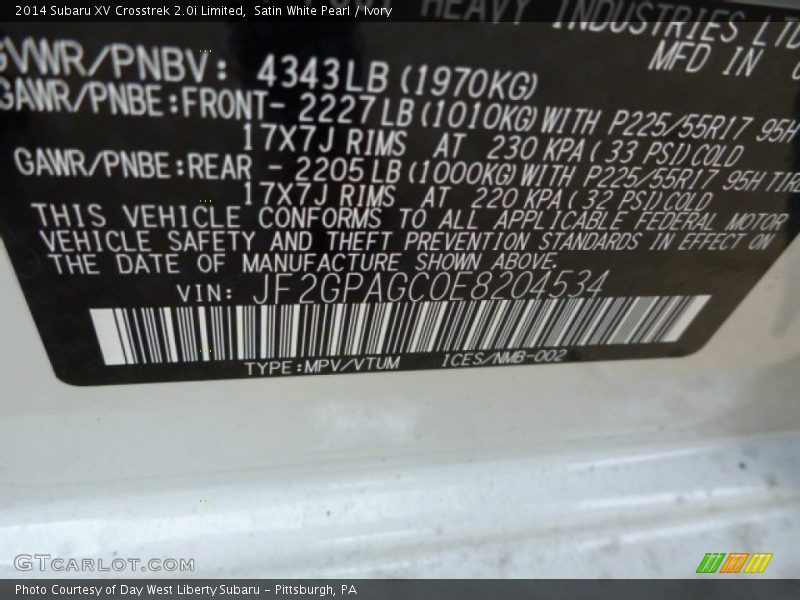 2014 Subaru XV Crosstrek 2.0i Limited, Satin White Pearl / Ivory
HEAVY INDUSTRIES LTD
MFD IN
GVWR/PNBV: 4343LB (1970KG)
GAWR/PNBE:FRONT- 2227LB(1010KG)WITH P225/55R17 95H
17X7J RIMS AT 230 KPA( 33 PSI)COLD
GAWR/PNBE:REAR - 2205LB(1000KG)WITH P225/55R17 95H TIRE
17X7J RIMS AT 220 KPA( 32 PSI)COLD
THIS VEHICLE CONFORMS TO ALL APPLICABLE FEDERAL MOTOR
VEHICLE SAFETY AND THEFT PREVENTION STANDARDS IN EFFECT ON
THE DATE OF MANUFACTURE SHOWN ABOVE.
VIN: JF2GPAGC0E8204534
TYPE:MPV/VTUM ICES/NMB-002
GTCARLOT.COM
Photo Courtesy of Day West Liberty Subaru - Pittsburgh, PA